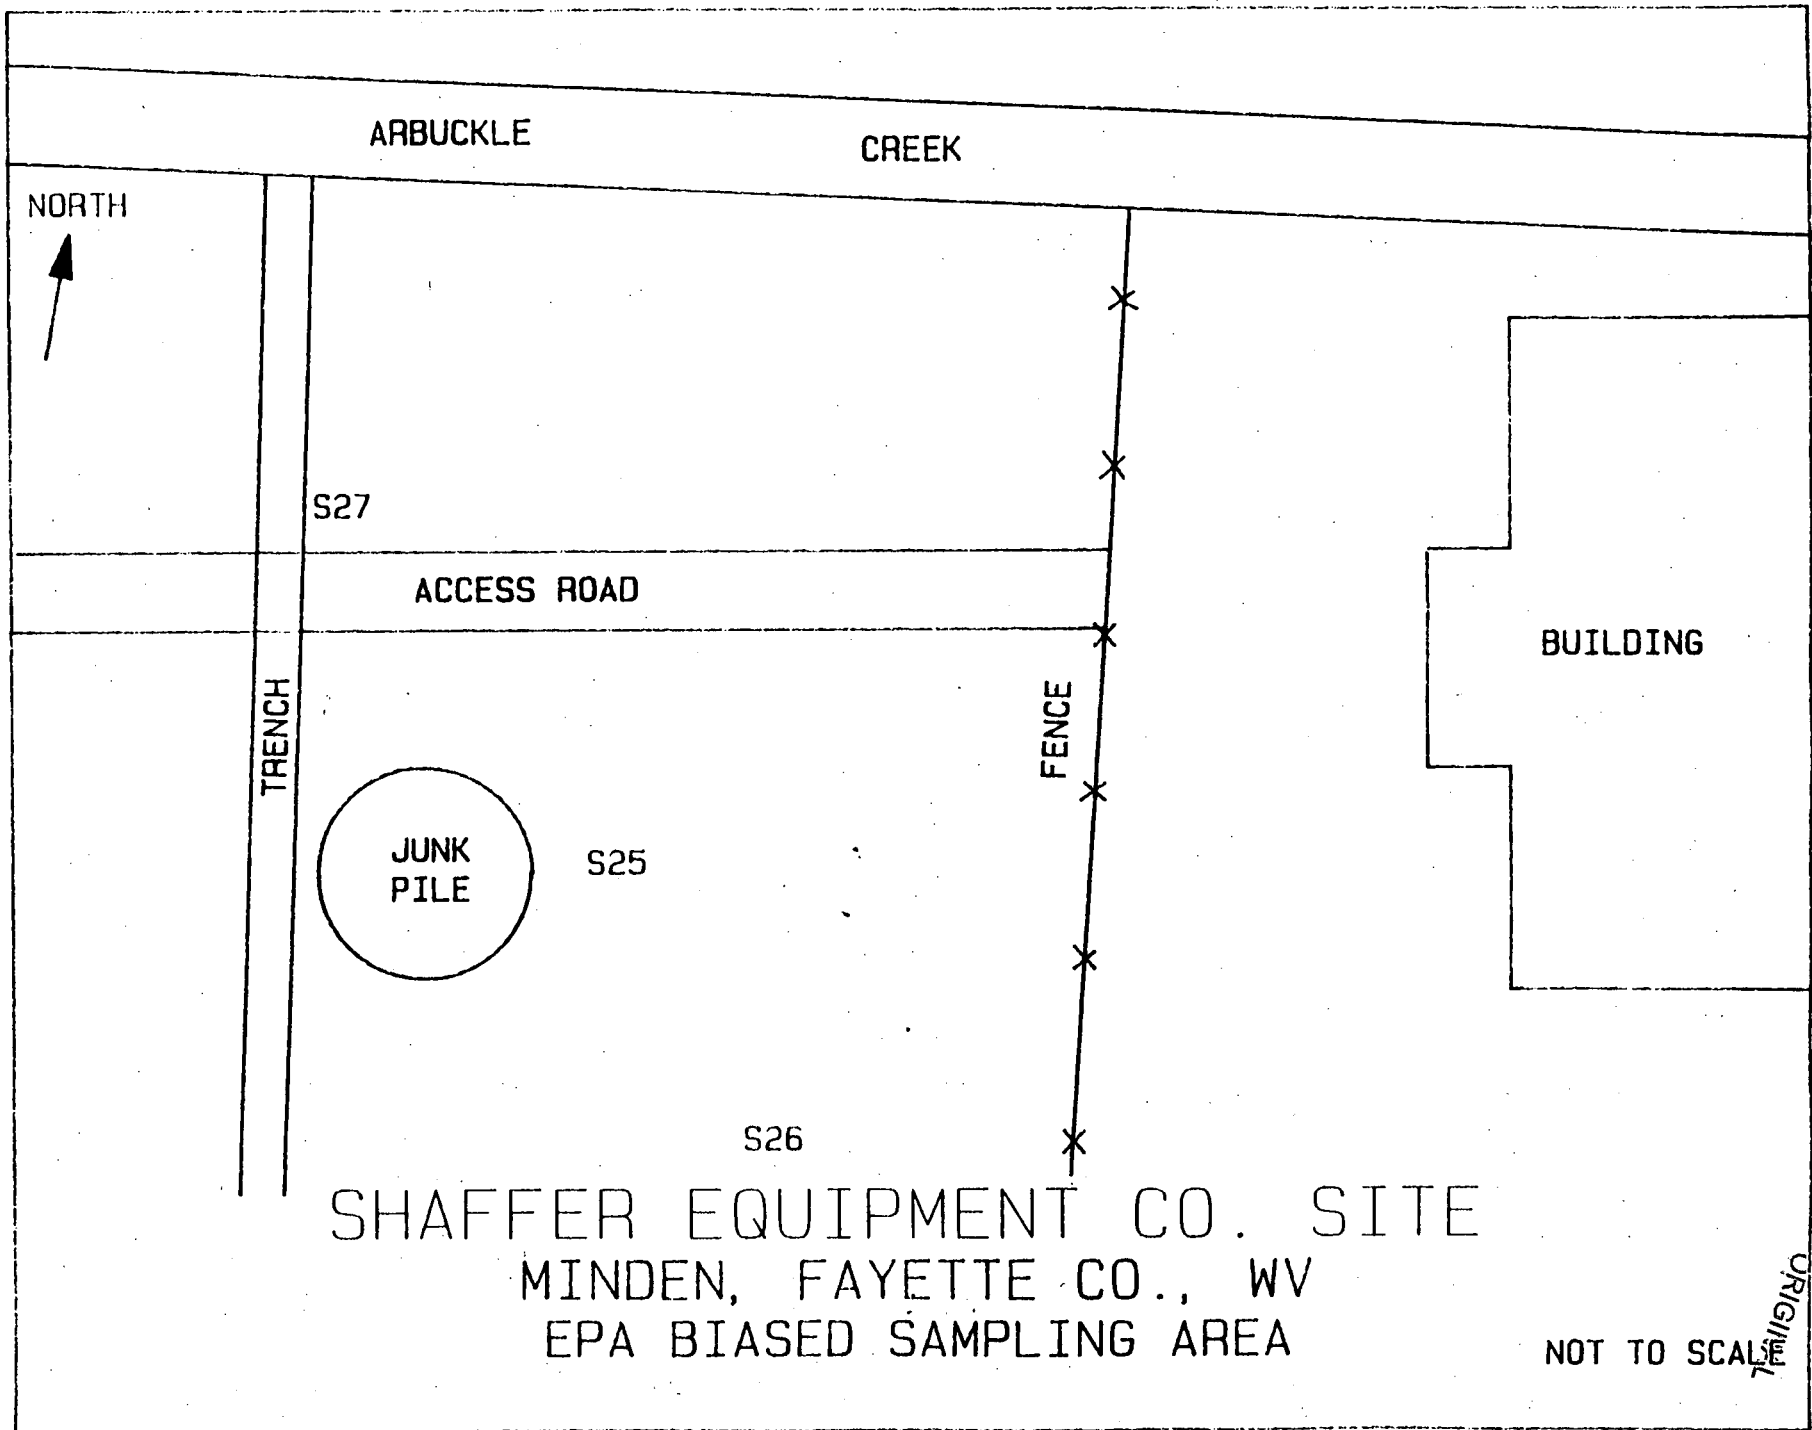 ARBUCKLE CREEK
NORTH
S27
ACCESS ROAD
BUILDING
TRENCH
FENCE
JUNK
PILE
S25
S26
SHAFFER EQUIPMENT CO. SITE
MINDEN, FAYETTE CO., WV
EPA BIASED SAMPLING AREA
NOT TO SCALE
ORIGINAL